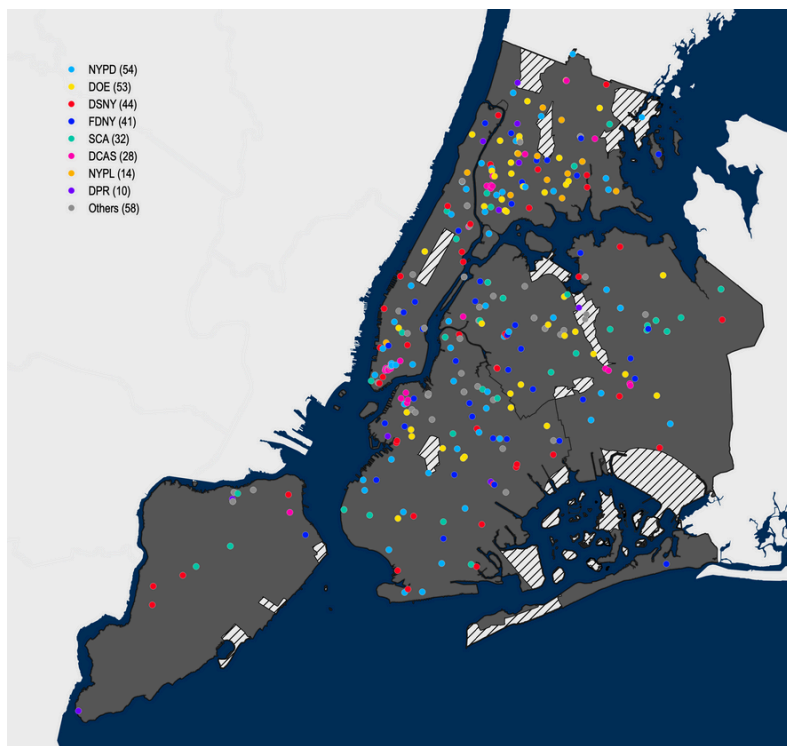 NYPD (54)
DOE (53)
DSNY (44)
FDNY (41)
SCA (32)
DCAS (28)
NYPL (14)
DPR (10)
Others (58)